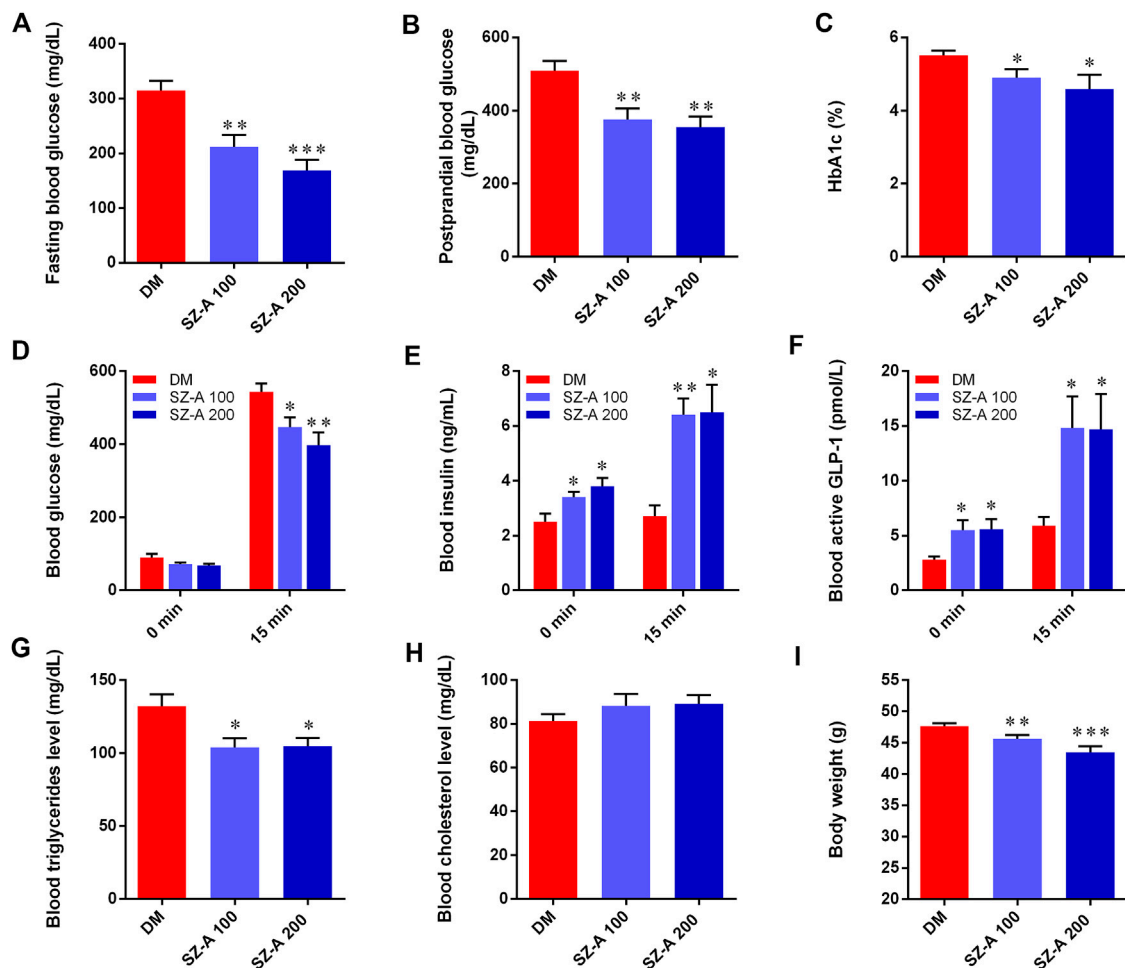 A
Fasting blood glucose (mg/dL)
400
300
200
100
0
**
***
DM
SZ-A 100
SZ-A 200
B
Postprandial blood glucose
(mg/dL)
600
400
200
0
**
**
DM
SZ-A 100
SZ-A 200
C
HbA1c (%)
6
4
2
0
*
*
DM
SZ-A 100
SZ-A 200
D
Blood glucose (mg/dL)
600
400
200
0
DM
SZ-A 100
SZ-A 200
*
**
0 min
15 min
E
Blood insulin (ng/mL)
8
6
4
2
0
DM
SZ-A 100
SZ-A 200
*
*
**
*
0 min
15 min
F
Blood active GLP-1 (pmol/L)
20
15
10
5
0
DM
SZ-A 100
SZ-A 200
*
*
*
*
0 min
15 min
G
Blood triglycerides level (mg/dL)
150
100
50
0
*
*
DM
SZ-A 100
SZ-A 200
H
Blood cholesterol level (mg/dL)
100
80
60
40
20
0
DM
SZ-A 100
SZ-A 200
I
Body weight (g)
55
50
45
40
35
30
25
20
**
***
DM
SZ-A 100
SZ-A 200